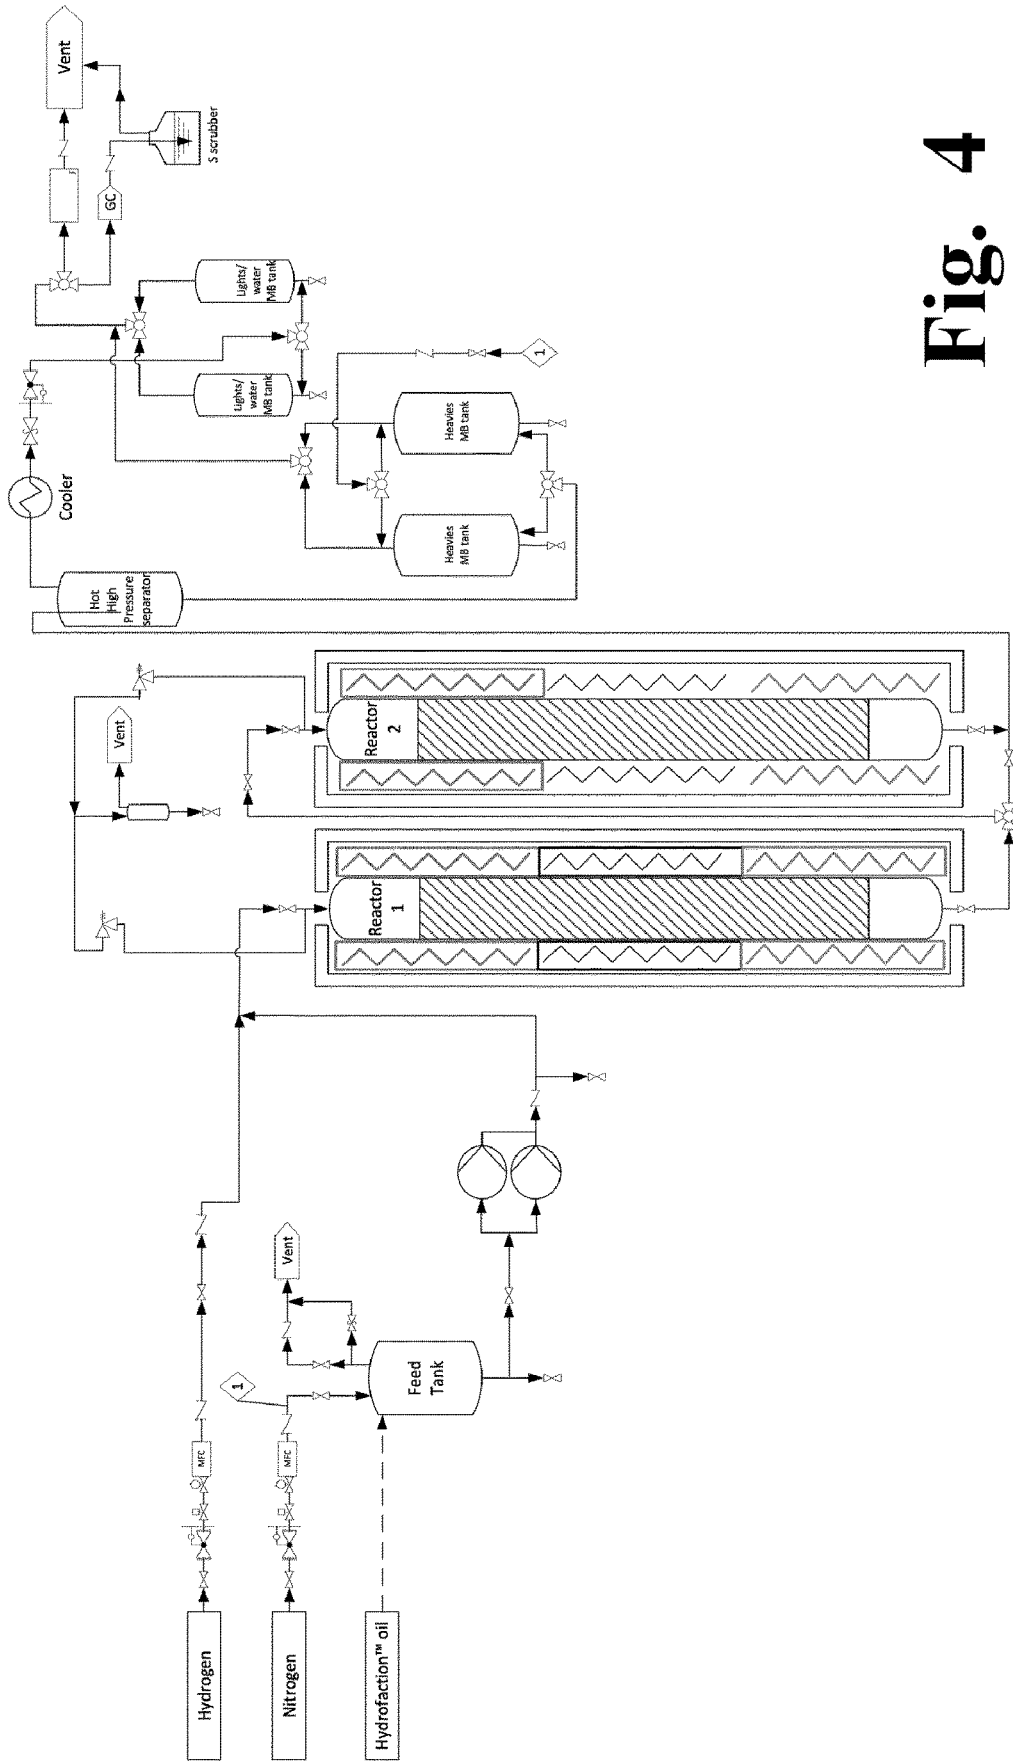 Hydrogen
Nitrogen
Hydrofaction™ oil
MFC
MFC
1
Feed
Tank
Vent
Reactor
1
Reactor
2
Vent
Hot
High
Pressure
separator
Cooler
Heavies
MB tank
Heavies
MB tank
1
Lights/
water
MB tank
Lights/
water
MB tank
F
GC
S scrubber
Vent
Fig. 4